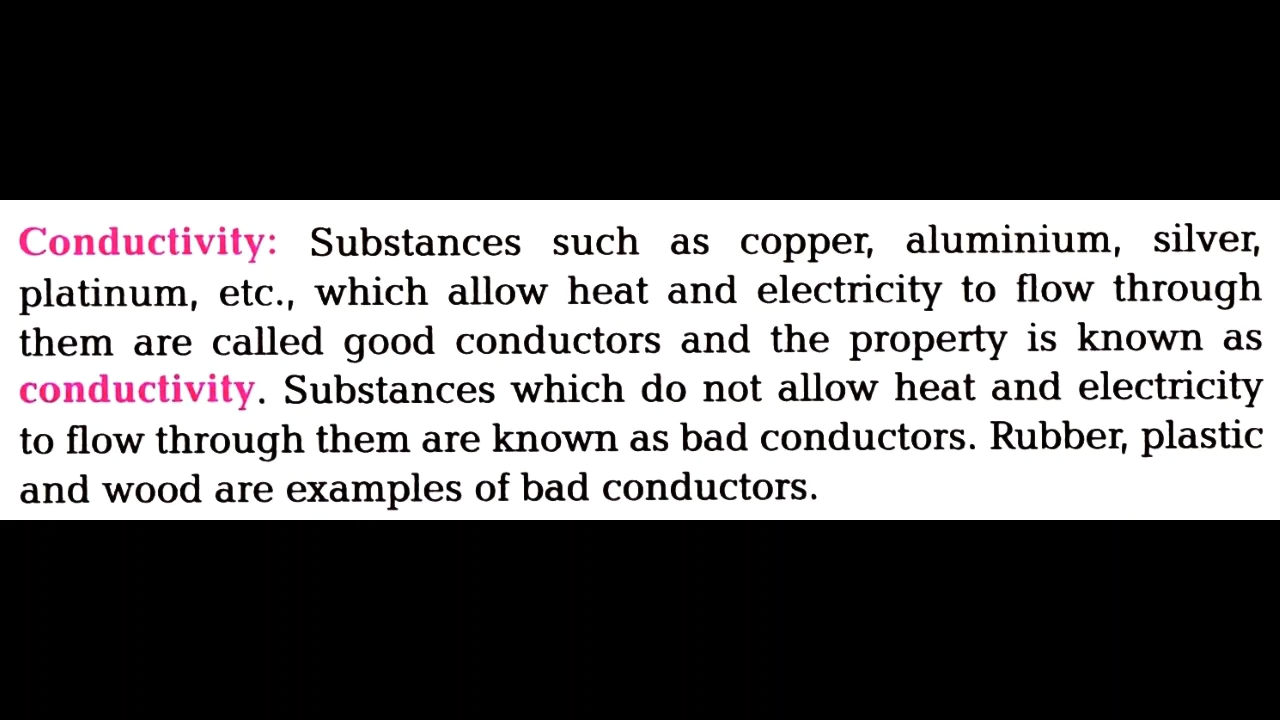 Conductivity: Substances such as copper, aluminium, silver,
platinum, etc., which allow heat and electricity to flow through
them are called good conductors and the property is known as
conductivity. Substances which do not allow heat and electricity
to flow through them are known as bad conductors. Rubber, plastic
and wood are examples of bad conductors.